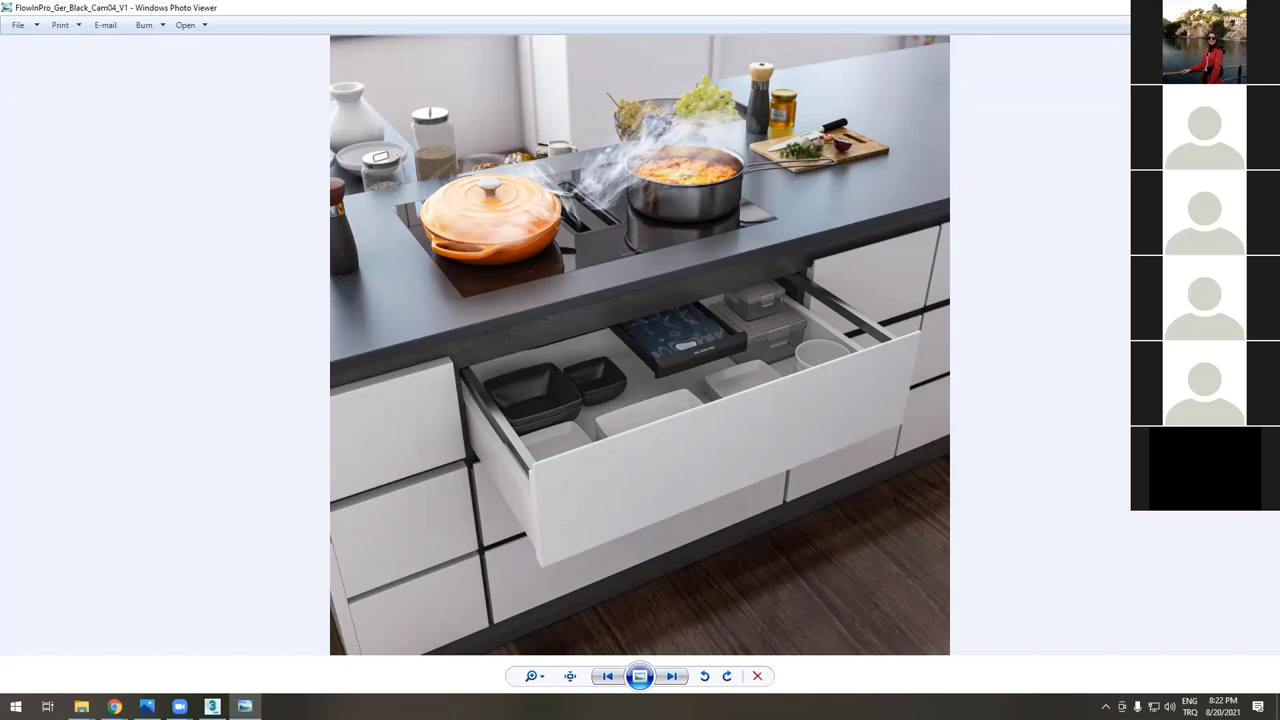 FlowInPro_Ger_Black_Cam04_V1 - Windows Photo Viewer
File Print E-mail Burn Open
ENG 8:22 PM
TRQ 8/20/2021